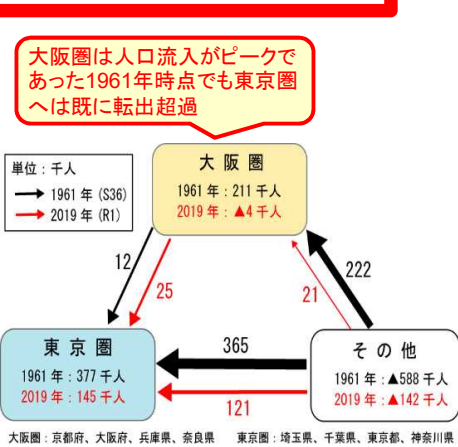 大阪圏は人口流入がピークで
あった1961年時点でも東京圏
へは既に転出超過
単位：千人
1961 年 (S36)
2019 年 (R1)
大 阪 圏
1961 年：211 千人
2019 年：▲4 千人
12
25
222
21
東 京 圏
1961 年：377 千人
2019 年：145 千人
365
121
そ の 他
1961 年：▲588 千人
2019 年：▲142 千人
大阪圏：京都府、大阪府、兵庫県、奈良県 東京圏：埼玉県、千葉県、東京都、神奈川県